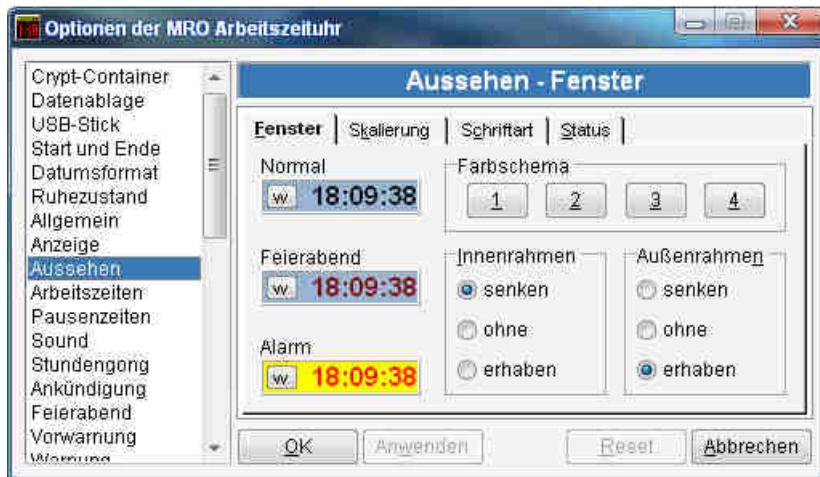 Optionen der MRO Arbeitszeituhr
Crypt-Container
Datenablage
USB-Stick
Start und Ende
Datumsformat
Ruhezustand
Allgemein
Anzeige
Aussehen
Arbeitszeiten
Pausenzeiten
Sound
Stundengong
Ankündigung
Feierabend
Vorwarnung
Warnung
Aussehen - Fenster
Fenster
Skalierung
Schriftart
Status
Normal
w 18:09:38
Feierabend
w 18:09:38
Alarm
w 18:09:38
Farbschema
1 2 3 4
Innenrahmen
senken
ohne
erhaben
Außenrahmen
senken
ohne
erhaben
OK
Anwenden
Reset
Abbrechen